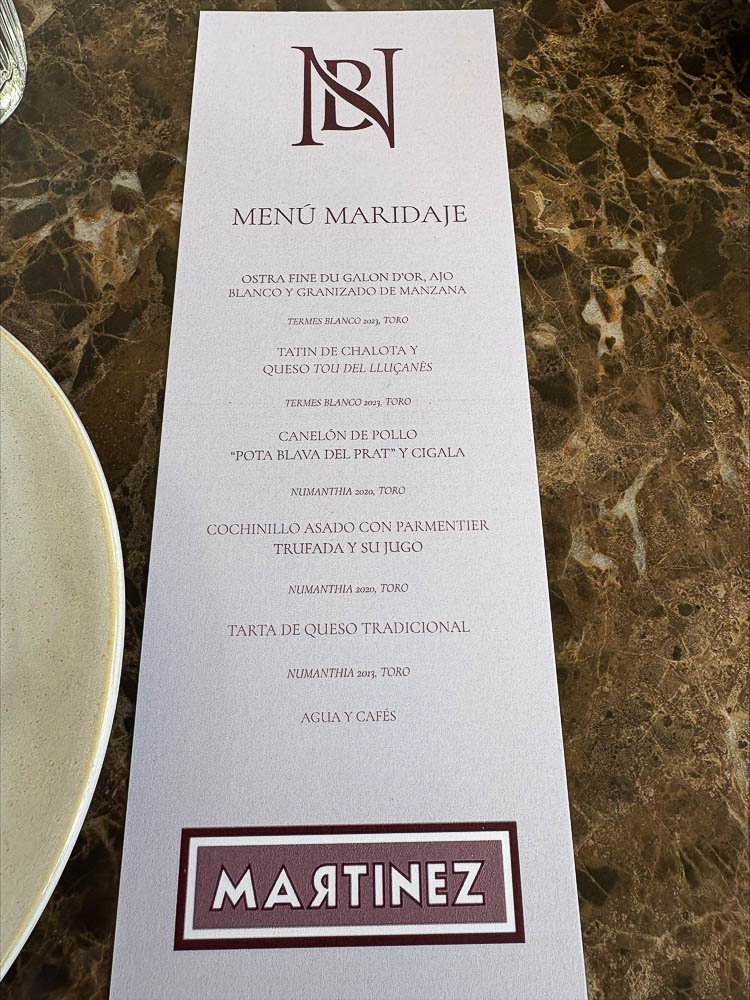 NB
MENÚ MARIDAJE
OSTRA FINE DU GALON D'OR, AJO
BLANCO Y GRANIZADO DE MANZANA
TERMES BLANCO 2023, TORO
TATIN DE CHALOTA Y
QUESO TOU DEL LLUÇANÈS
TERMES BLANCO 2023, TORO
CANELÓN DE POLLO
“POTA BLAVA DEL PRAT” Y CIGALA
NUMANTHIA 2020, TORO
COCHINILLO ASADO CON PARMENTIER
TRUFADA Y SU JUGO
NUMANTHIA 2020, TORO
TARTA DE QUESO TRADICIONAL
NUMANTHIA 2013, TORO
AGUA Y CAFÉS
MARTINEZ